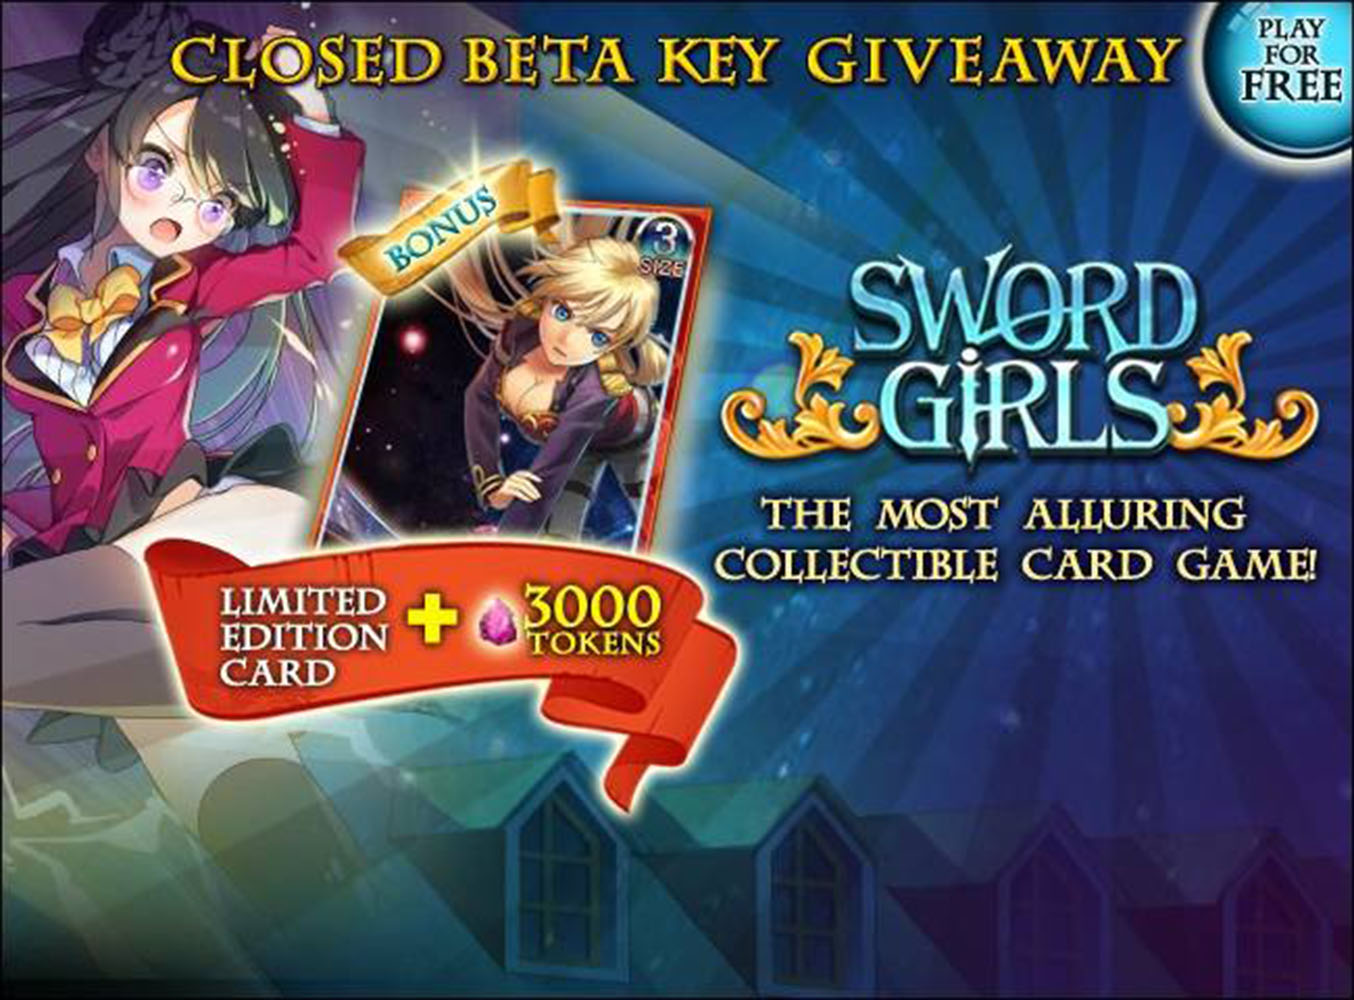 CLOSED BETA KEY GIVEAWAY
PLAY
FOR
FREE
BONUS
3
SIZE
SWORD
GIRLS
THE MOST ALLURING
COLLECTIBLE CARD GAME!
LIMITED
EDITION
CARD
+
3000
TOKENS